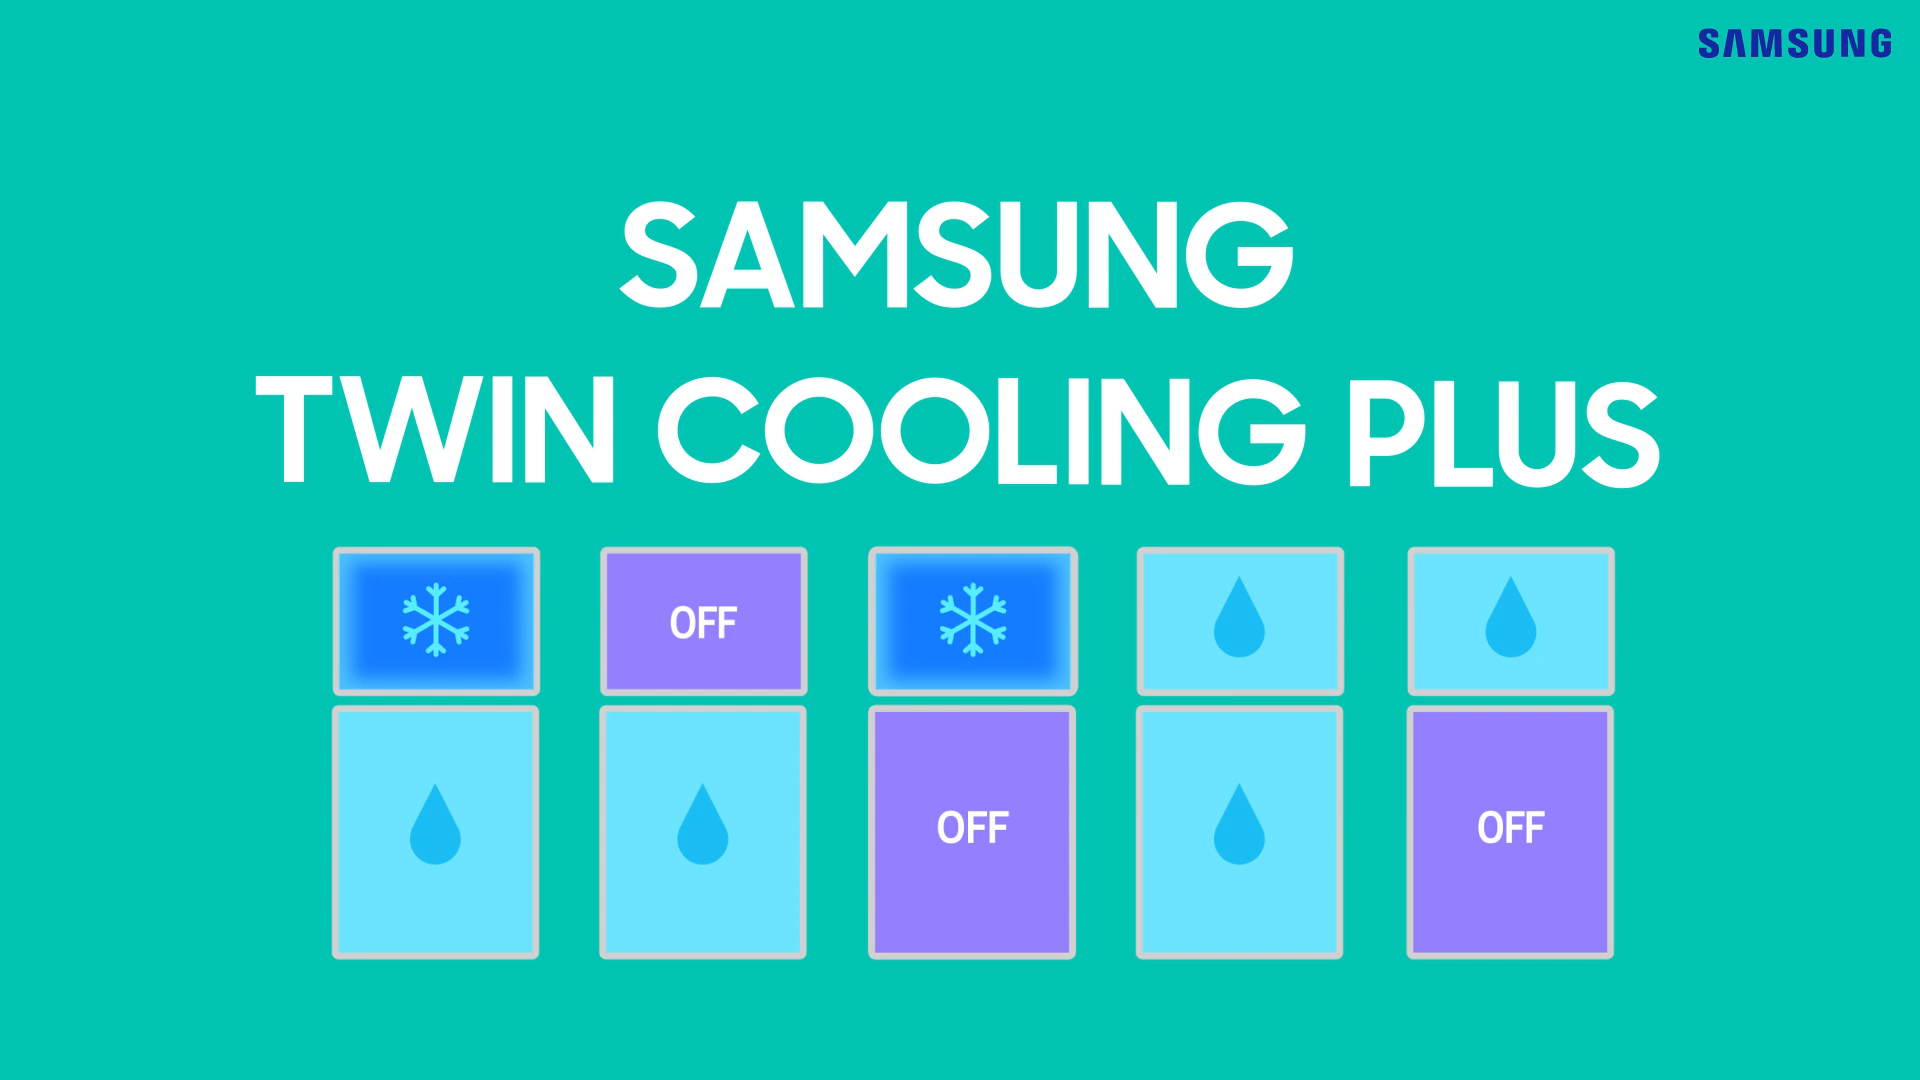 SAMSUNG
SAMSUNG
TWIN COOLING PLUS
OFF
OFF
OFF